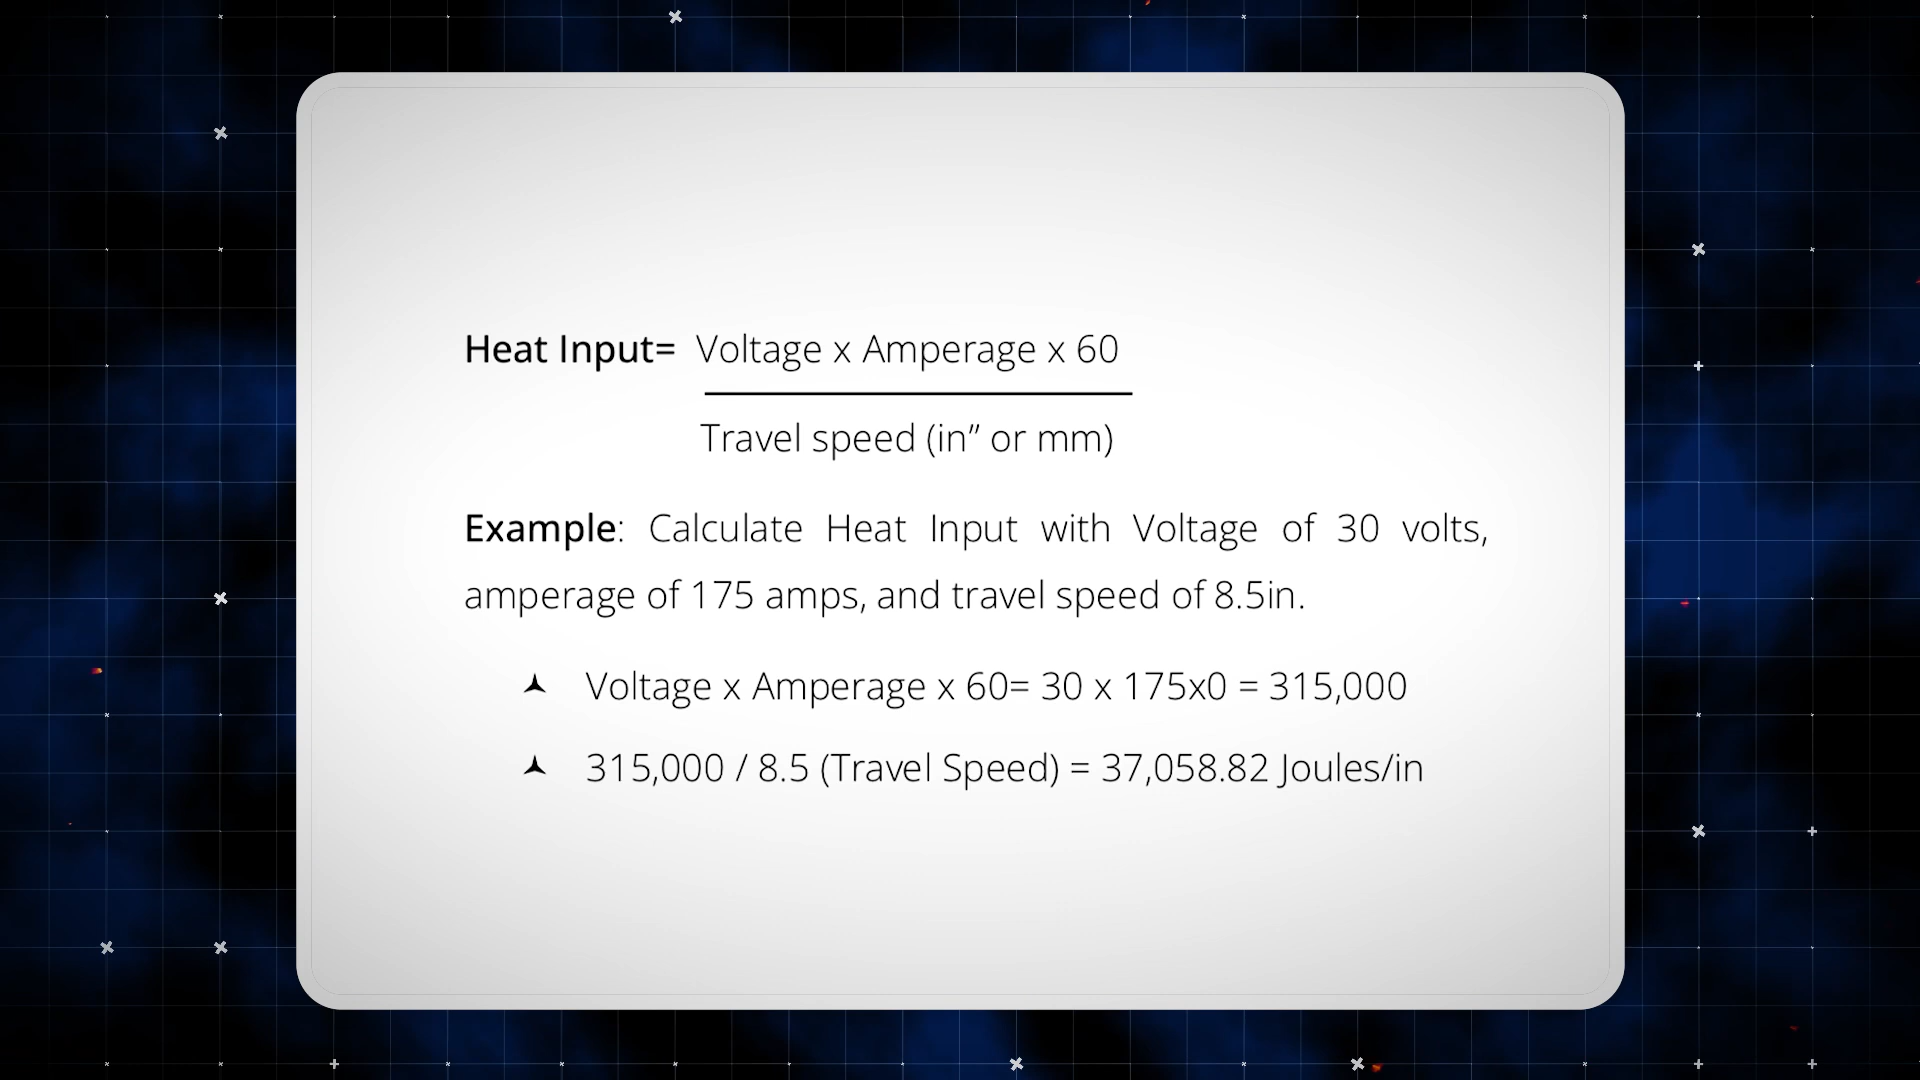 Heat Input= Voltage x Amperage x 60
Travel speed (in” or mm)
Example: Calculate Heat Input with Voltage of 30 volts,
amperage of 175 amps, and travel speed of 8.5in.
Voltage x Amperage x 60= 30 x 175x0 = 315,000
315,000 / 8.5 (Travel Speed) = 37,058.82 Joules/in